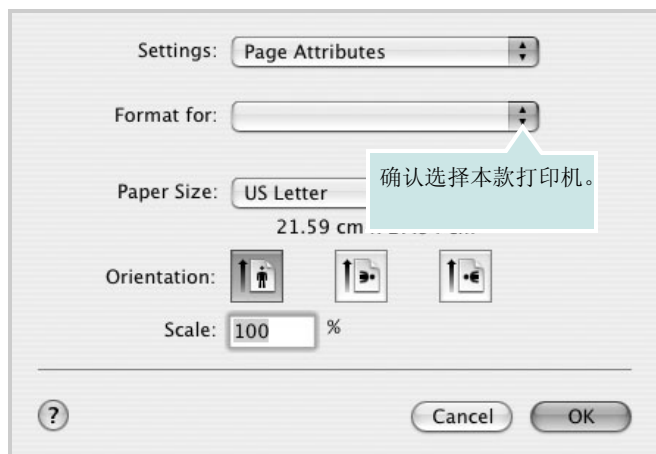 Settings: Page Attributes
Format for:
确认选择本款打印机。
Paper Size: US Letter
21.59 cm
Orientation:
Scale: 100 %
? Cancel OK